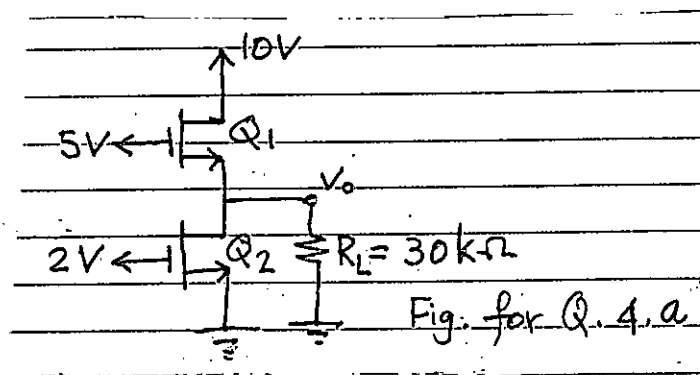 10V
5V
Q1
Vo
2V
Q2
RL = 30kΩ
Fig. for Q.4.a